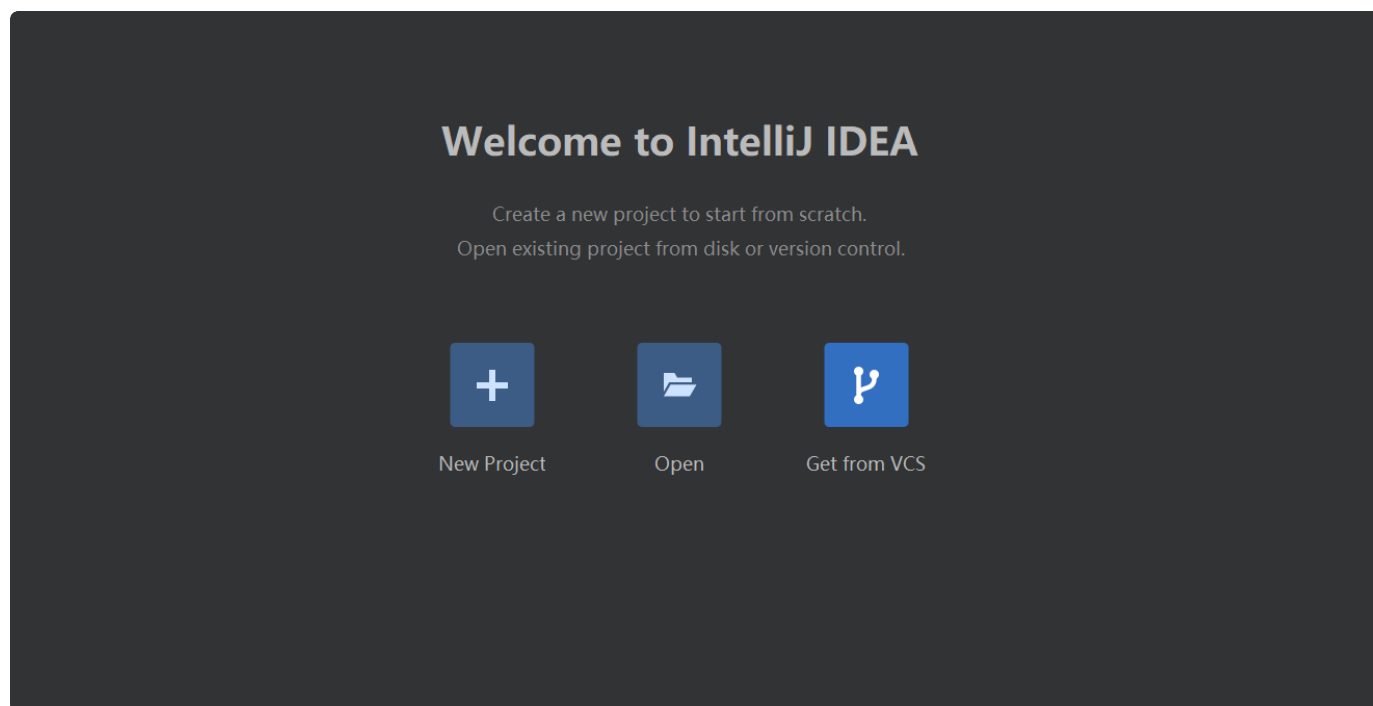 Welcome to IntelliJ IDEA
Create a new project to start from scratch.
Open existing project from disk or version control.
New Project
Open
Get from VCS